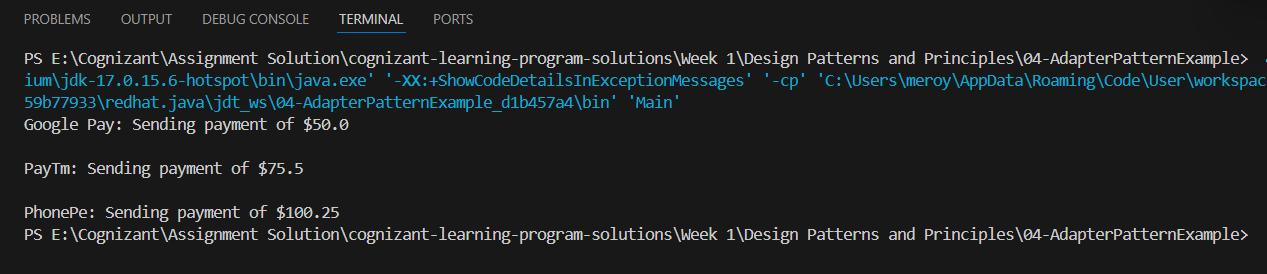 PROBLEMS OUTPUT DEBUG CONSOLE TERMINAL PORTS
PS E:\Cognizant\Assignment Solution\cognizant-learning-program-solutions\Week 1\Design Patterns and Principles\04-AdapterPatternExample>
ium\jdk-17.0.15.6-hotspot\bin\java.exe' '-XX:+ShowCodeDetailsInExceptionMessages' '-cp' 'C:\Users\meroy\AppData\Roaming\Code\User\workspac
59b77933\redhat.java\jdt_ws\04-AdapterPatternExample_d1b457a4\bin' 'Main'
Google Pay: Sending payment of $50.0
PayTm: Sending payment of $75.5
PhonePe: Sending payment of $100.25
PS E:\Cognizant\Assignment Solution\cognizant-learning-program-solutions\Week 1\Design Patterns and Principles\04-AdapterPatternExample>